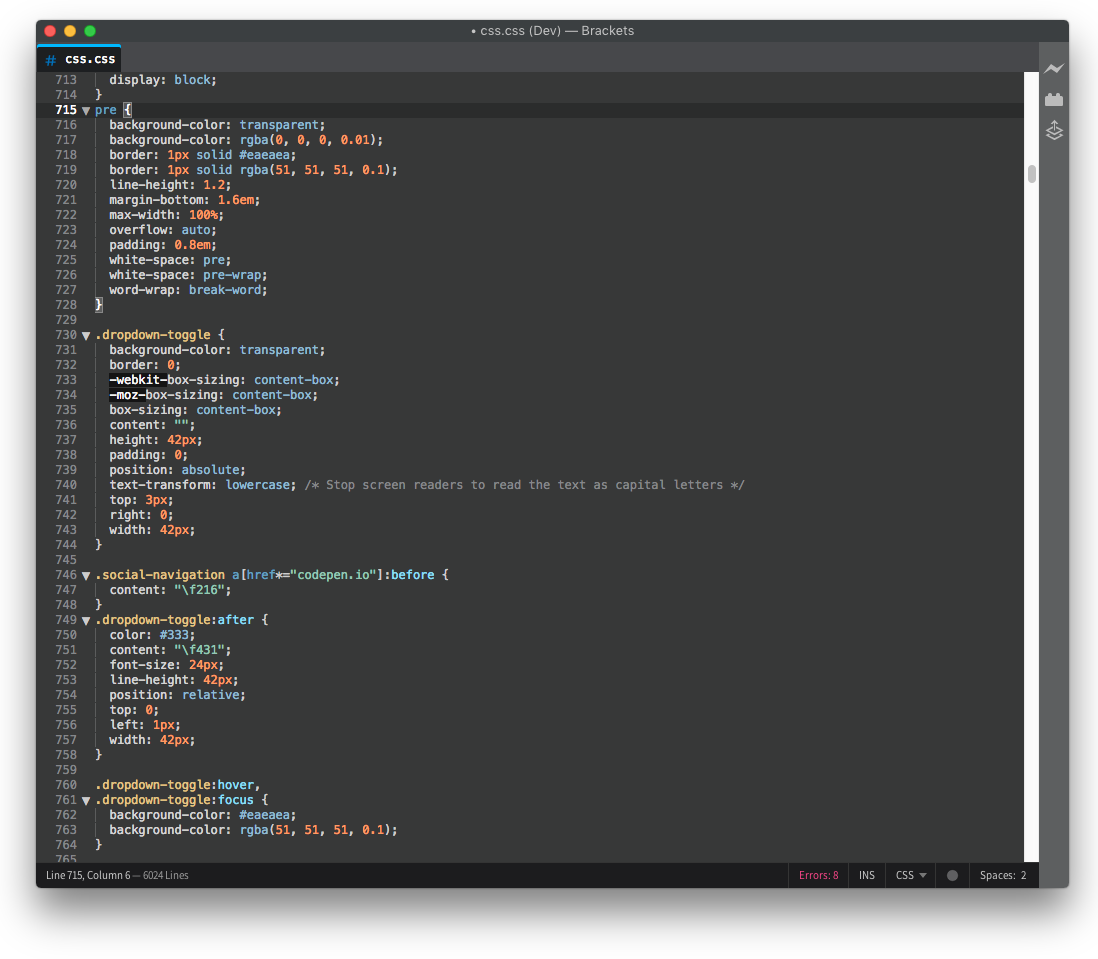 • css.css (Dev) — Brackets
# css.css
713 display: block;
714 }
715 ▼ pre {
716 background-color: transparent;
717 background-color: rgba(0, 0, 0, 0.01);
718 border: 1px solid #eaeaea;
719 border: 1px solid rgba(51, 51, 51, 0.1);
720 line-height: 1.2;
721 margin-bottom: 1.6em;
722 max-width: 100%;
723 overflow: auto;
724 padding: 0.8em;
725 white-space: pre;
726 white-space: pre-wrap;
727 word-wrap: break-word;
728 }
729
730 ▼ .dropdown-toggle {
731 background-color: transparent;
732 border: 0;
733 -webkit-box-sizing: content-box;
734 -moz-box-sizing: content-box;
735 box-sizing: content-box;
736 content: "";
737 height: 42px;
738 padding: 0;
739 position: absolute;
740 text-transform: lowercase; /* Stop screen readers to read the text as capital letters */
741 top: 3px;
742 right: 0;
743 width: 42px;
744 }
745
746 ▼ .social-navigation a[href*="codepen.io"]:before {
747 content: "\f216";
748 }
749 ▼ .dropdown-toggle:after {
750 color: #333;
751 content: "\f431";
752 font-size: 24px;
753 line-height: 42px;
754 position: relative;
755 top: 0;
756 left: 1px;
757 width: 42px;
758 }
759
760 .dropdown-toggle:hover,
761 ▼ .dropdown-toggle:focus {
762 background-color: #eaeaea;
763 background-color: rgba(51, 51, 51, 0.1);
764 }
765
Line 715, Column 6 — 6024 Lines Errors: 8 INS CSS Spaces: 2